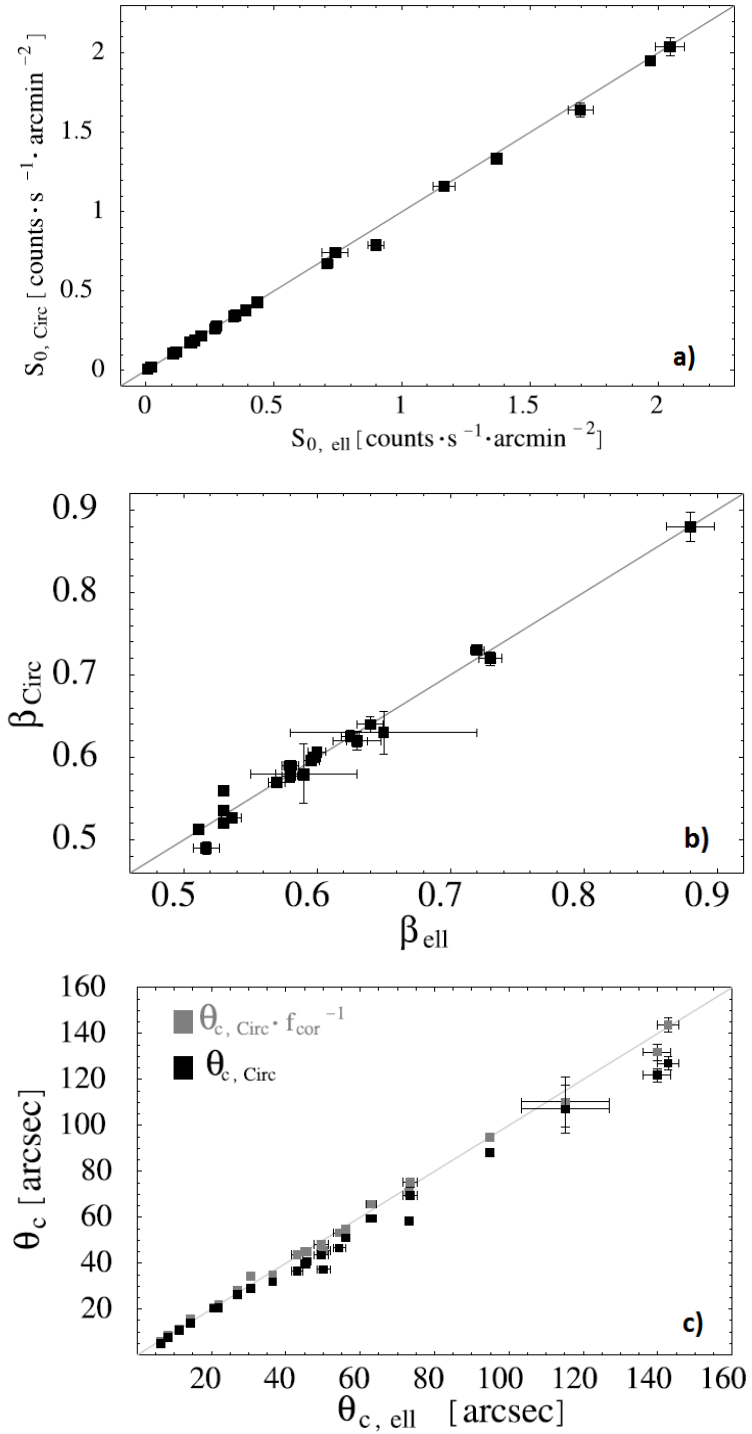 2
1.5
1
0.5
0
S0, Circ [ counts · s −1 · arcmin −2 ]
a)
0 0.5 1 1.5 2
S0, ell [ counts · s −1 · arcmin −2 ]
0.9
0.8
0.7
0.6
0.5
βCirc
b)
0.5 0.6 0.7 0.8 0.9
βell
160
140
120
100
80
60
40
20
θc [arcsec]
θc, Circ · fcor −1
θc, Circ
c)
20 40 60 80 100 120 140 160
θc, ell [arcsec]